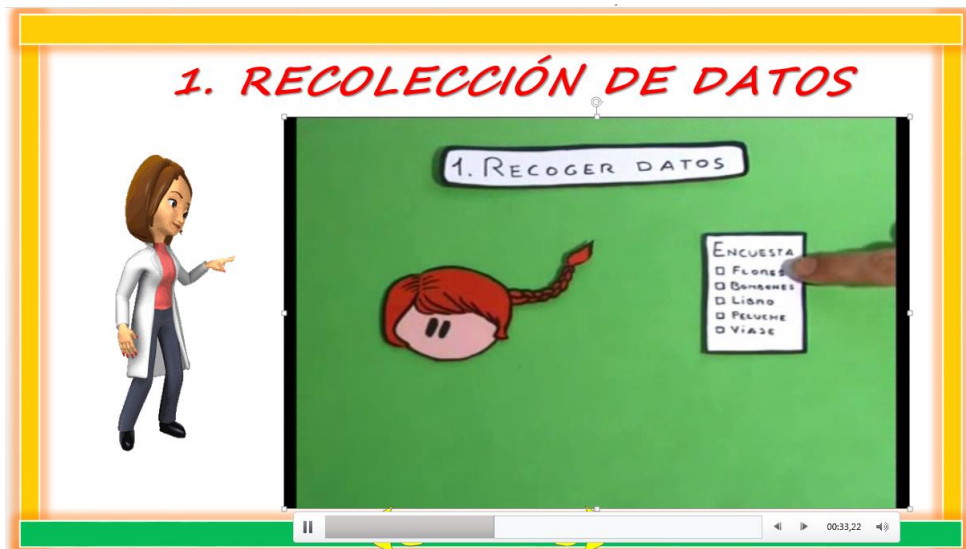 1. RECOLECCIÓN DE DATOS
1. RECOGER DATOS
ENCUESTA
FLORES
BOMBONES
LIBRO
PELUCHE
VIAJE
00:33,22